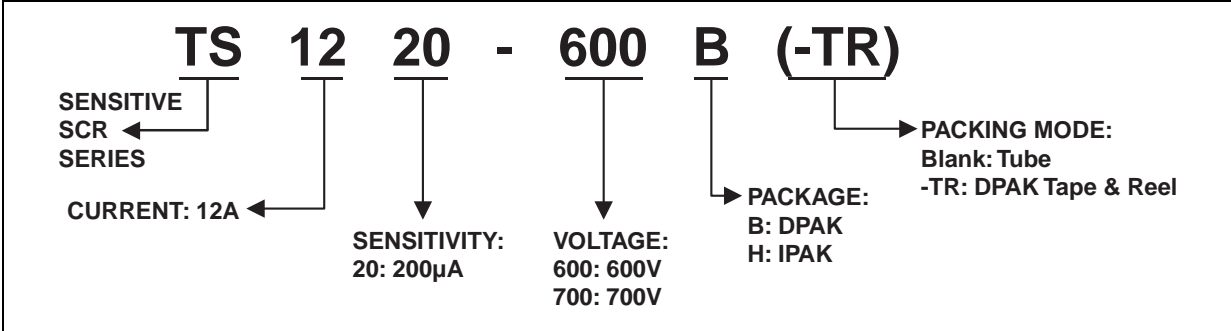 TS 12 20 - 600 B (-TR)
SENSITIVE
SCR
SERIES
CURRENT: 12A
SENSITIVITY:
20: 200µA
VOLTAGE:
600: 600V
700: 700V
PACKAGE:
B: DPAK
H: IPAK
PACKING MODE:
Blank: Tube
-TR: DPAK Tape & Reel